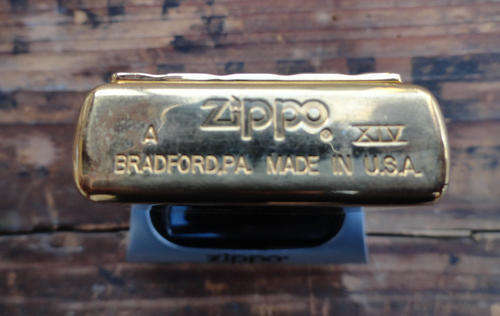 zippo
A XIV
BRADFORD,PA. MADE IN U.S.A.
zippo